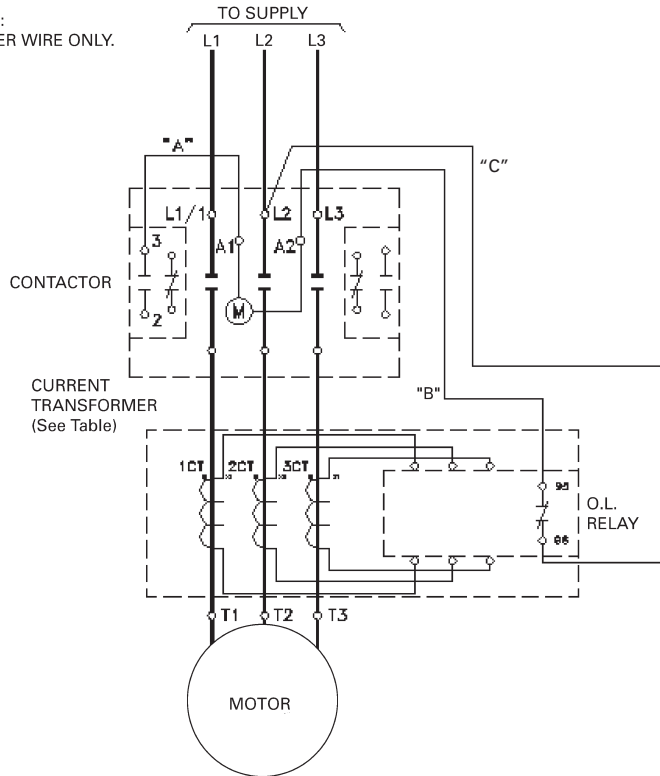 TO SUPPLY
:
ER WIRE ONLY.
L1 L2 L3
"A"
"C"
L1/1 L2 L3
A1 A2
3
CONTACTOR
M
2
CURRENT
TRANSFORMER
(See Table)
"B"
1CT 2CT 3CT
95
O.L.
RELAY
96
T1 T2 T3
MOTOR